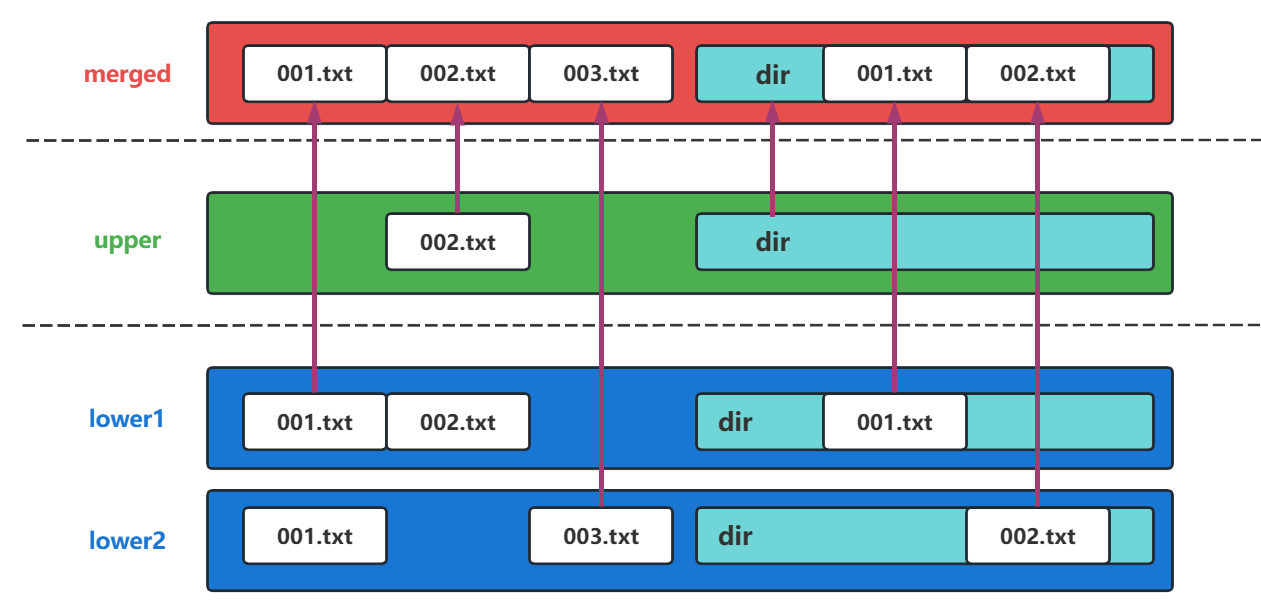 merged 001.txt 002.txt 003.txt dir 001.txt 002.txt
upper 002.txt dir
lower1 001.txt 002.txt dir 001.txt
lower2 001.txt 003.txt dir 002.txt